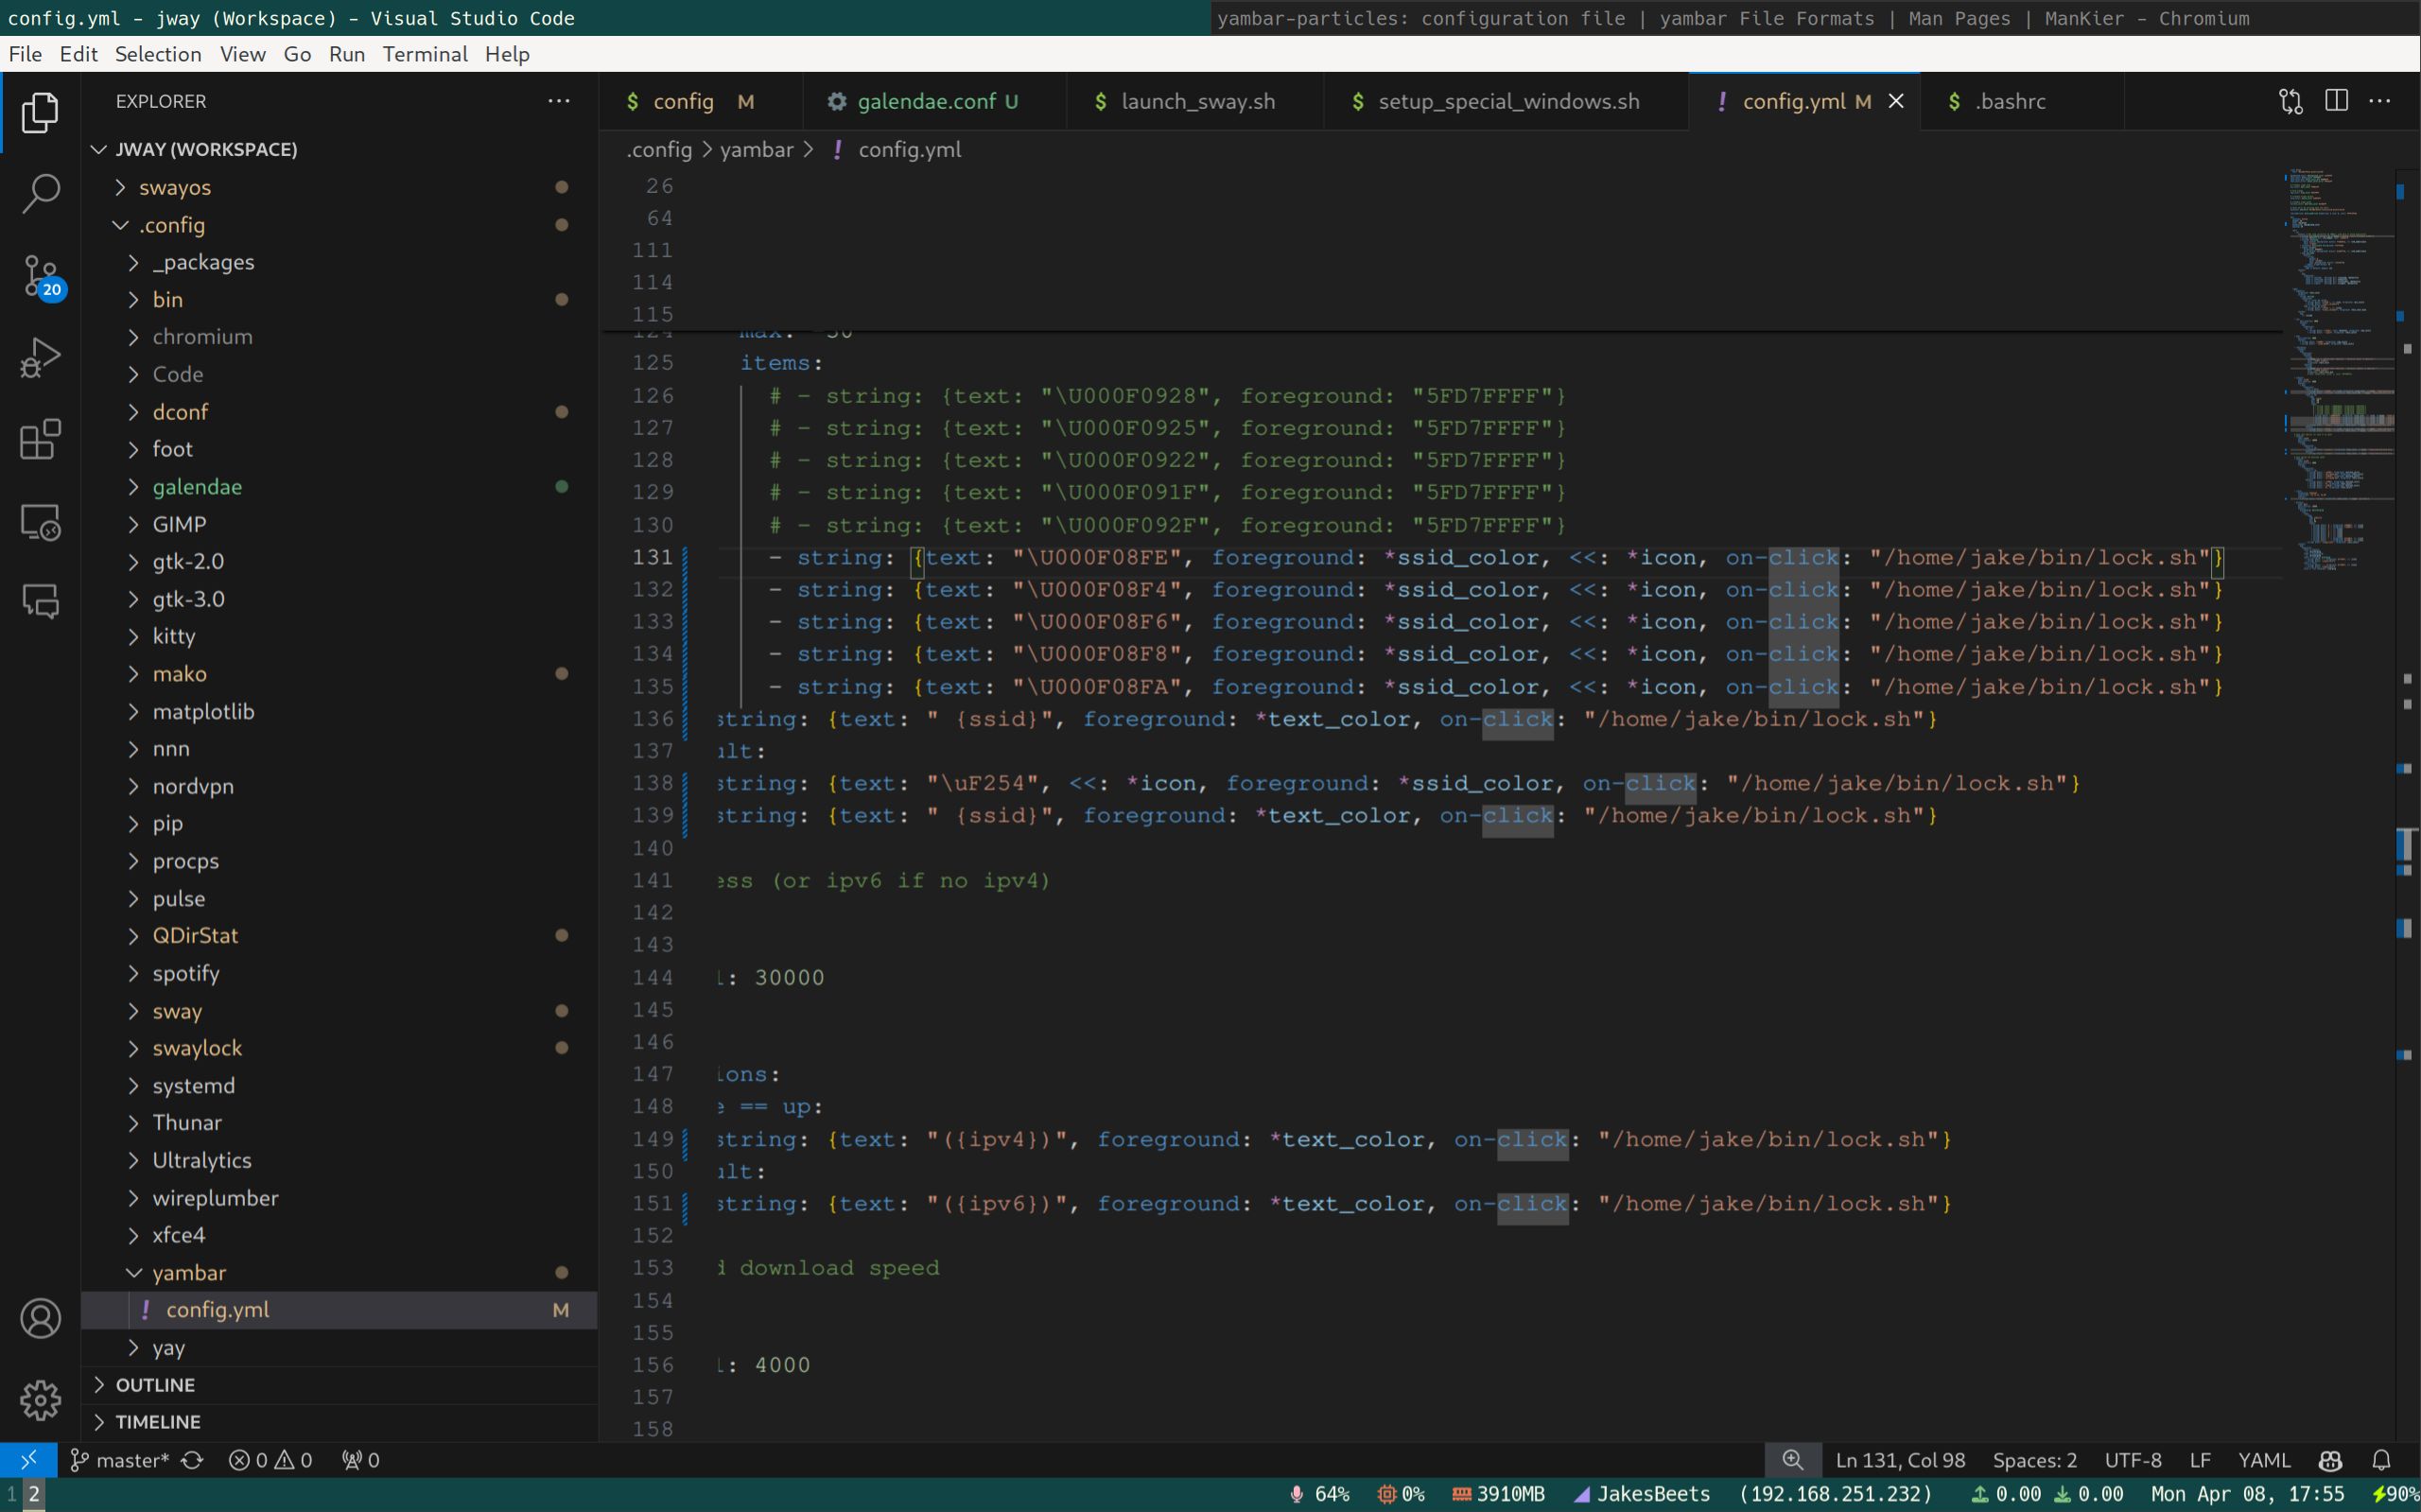 config.yml - jway (Workspace) - Visual Studio Code
yambar-particles: configuration file | yambar File Formats | Man Pages | ManKier - Chromium
File Edit Selection View Go Run Terminal Help
EXPLORER
JWAY (WORKSPACE)
swayos
.config
_packages
bin
chromium
Code
dconf
foot
galendae
GIMP
gtk-2.0
gtk-3.0
kitty
mako
matplotlib
nnn
nordvpn
pip
procps
pulse
QDirStat
spotify
sway
swaylock
systemd
Thunar
Ultralytics
wireplumber
xfce4
yambar
! config.yml M
yay
OUTLINE
TIMELINE
20
$ config M galendae.conf U $ launch_sway.sh $ setup_special_windows.sh ! config.yml M $ .bashrc
.config > yambar > ! config.yml
26
64
111
114
115
124 max: -30
125 items:
126 # - string: {text: "\U000F0928", foreground: "5FD7FFFF"}
127 # - string: {text: "\U000F0925", foreground: "5FD7FFFF"}
128 # - string: {text: "\U000F0922", foreground: "5FD7FFFF"}
129 # - string: {text: "\U000F091F", foreground: "5FD7FFFF"}
130 # - string: {text: "\U000F092F", foreground: "5FD7FFFF"}
131 - string: {text: "\U000F08FE", foreground: *ssid_color, <<: *icon, on-click: "/home/jake/bin/lock.sh"}
132 - string: {text: "\U000F08F4", foreground: *ssid_color, <<: *icon, on-click: "/home/jake/bin/lock.sh"}
133 - string: {text: "\U000F08F6", foreground: *ssid_color, <<: *icon, on-click: "/home/jake/bin/lock.sh"}
134 - string: {text: "\U000F08F8", foreground: *ssid_color, <<: *icon, on-click: "/home/jake/bin/lock.sh"}
135 - string: {text: "\U000F08FA", foreground: *ssid_color, <<: *icon, on-click: "/home/jake/bin/lock.sh"}
136 string: {text: " {ssid}", foreground: *text_color, on-click: "/home/jake/bin/lock.sh"}
137 ult:
138 string: {text: "\uF254", <<: *icon, foreground: *ssid_color, on-click: "/home/jake/bin/lock.sh"}
139 string: {text: " {ssid}", foreground: *text_color, on-click: "/home/jake/bin/lock.sh"}
140
141 ess (or ipv6 if no ipv4)
142
143
144 l: 30000
145
146
147 ions:
148 e == up:
149 string: {text: "({ipv4})", foreground: *text_color, on-click: "/home/jake/bin/lock.sh"}
150 ult:
151 string: {text: "({ipv6})", foreground: *text_color, on-click: "/home/jake/bin/lock.sh"}
152
153 d download speed
154
155
156 l: 4000
157
158
master* 0 0 0
Ln 131, Col 98 Spaces: 2 UTF-8 LF YAML
1 2 64% 0% 3910MB JakesBeets (192.168.251.232) 0.00 0.00 Mon Apr 08, 17:55 90%